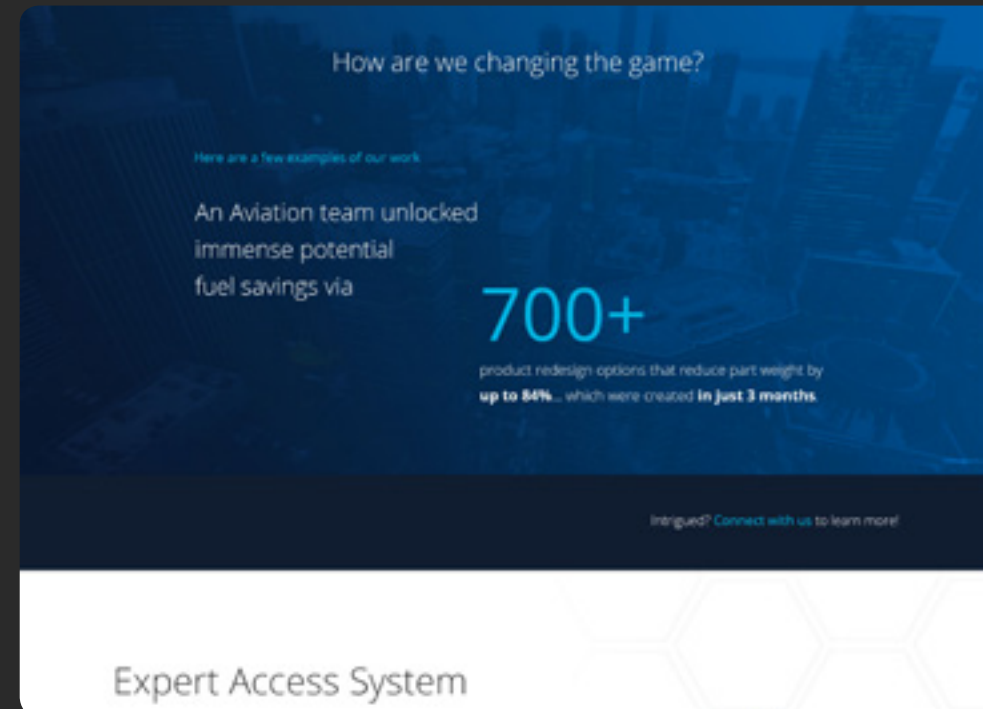 How are we changing the game?
Here are a few examples of our work
An Aviation team unlocked
immense potential
fuel savings via
700+
product redesign options that reduce part weight by
up to 84%... which were created in just 3 months.
Intrigued? Connect with us to learn more!
Expert Access System